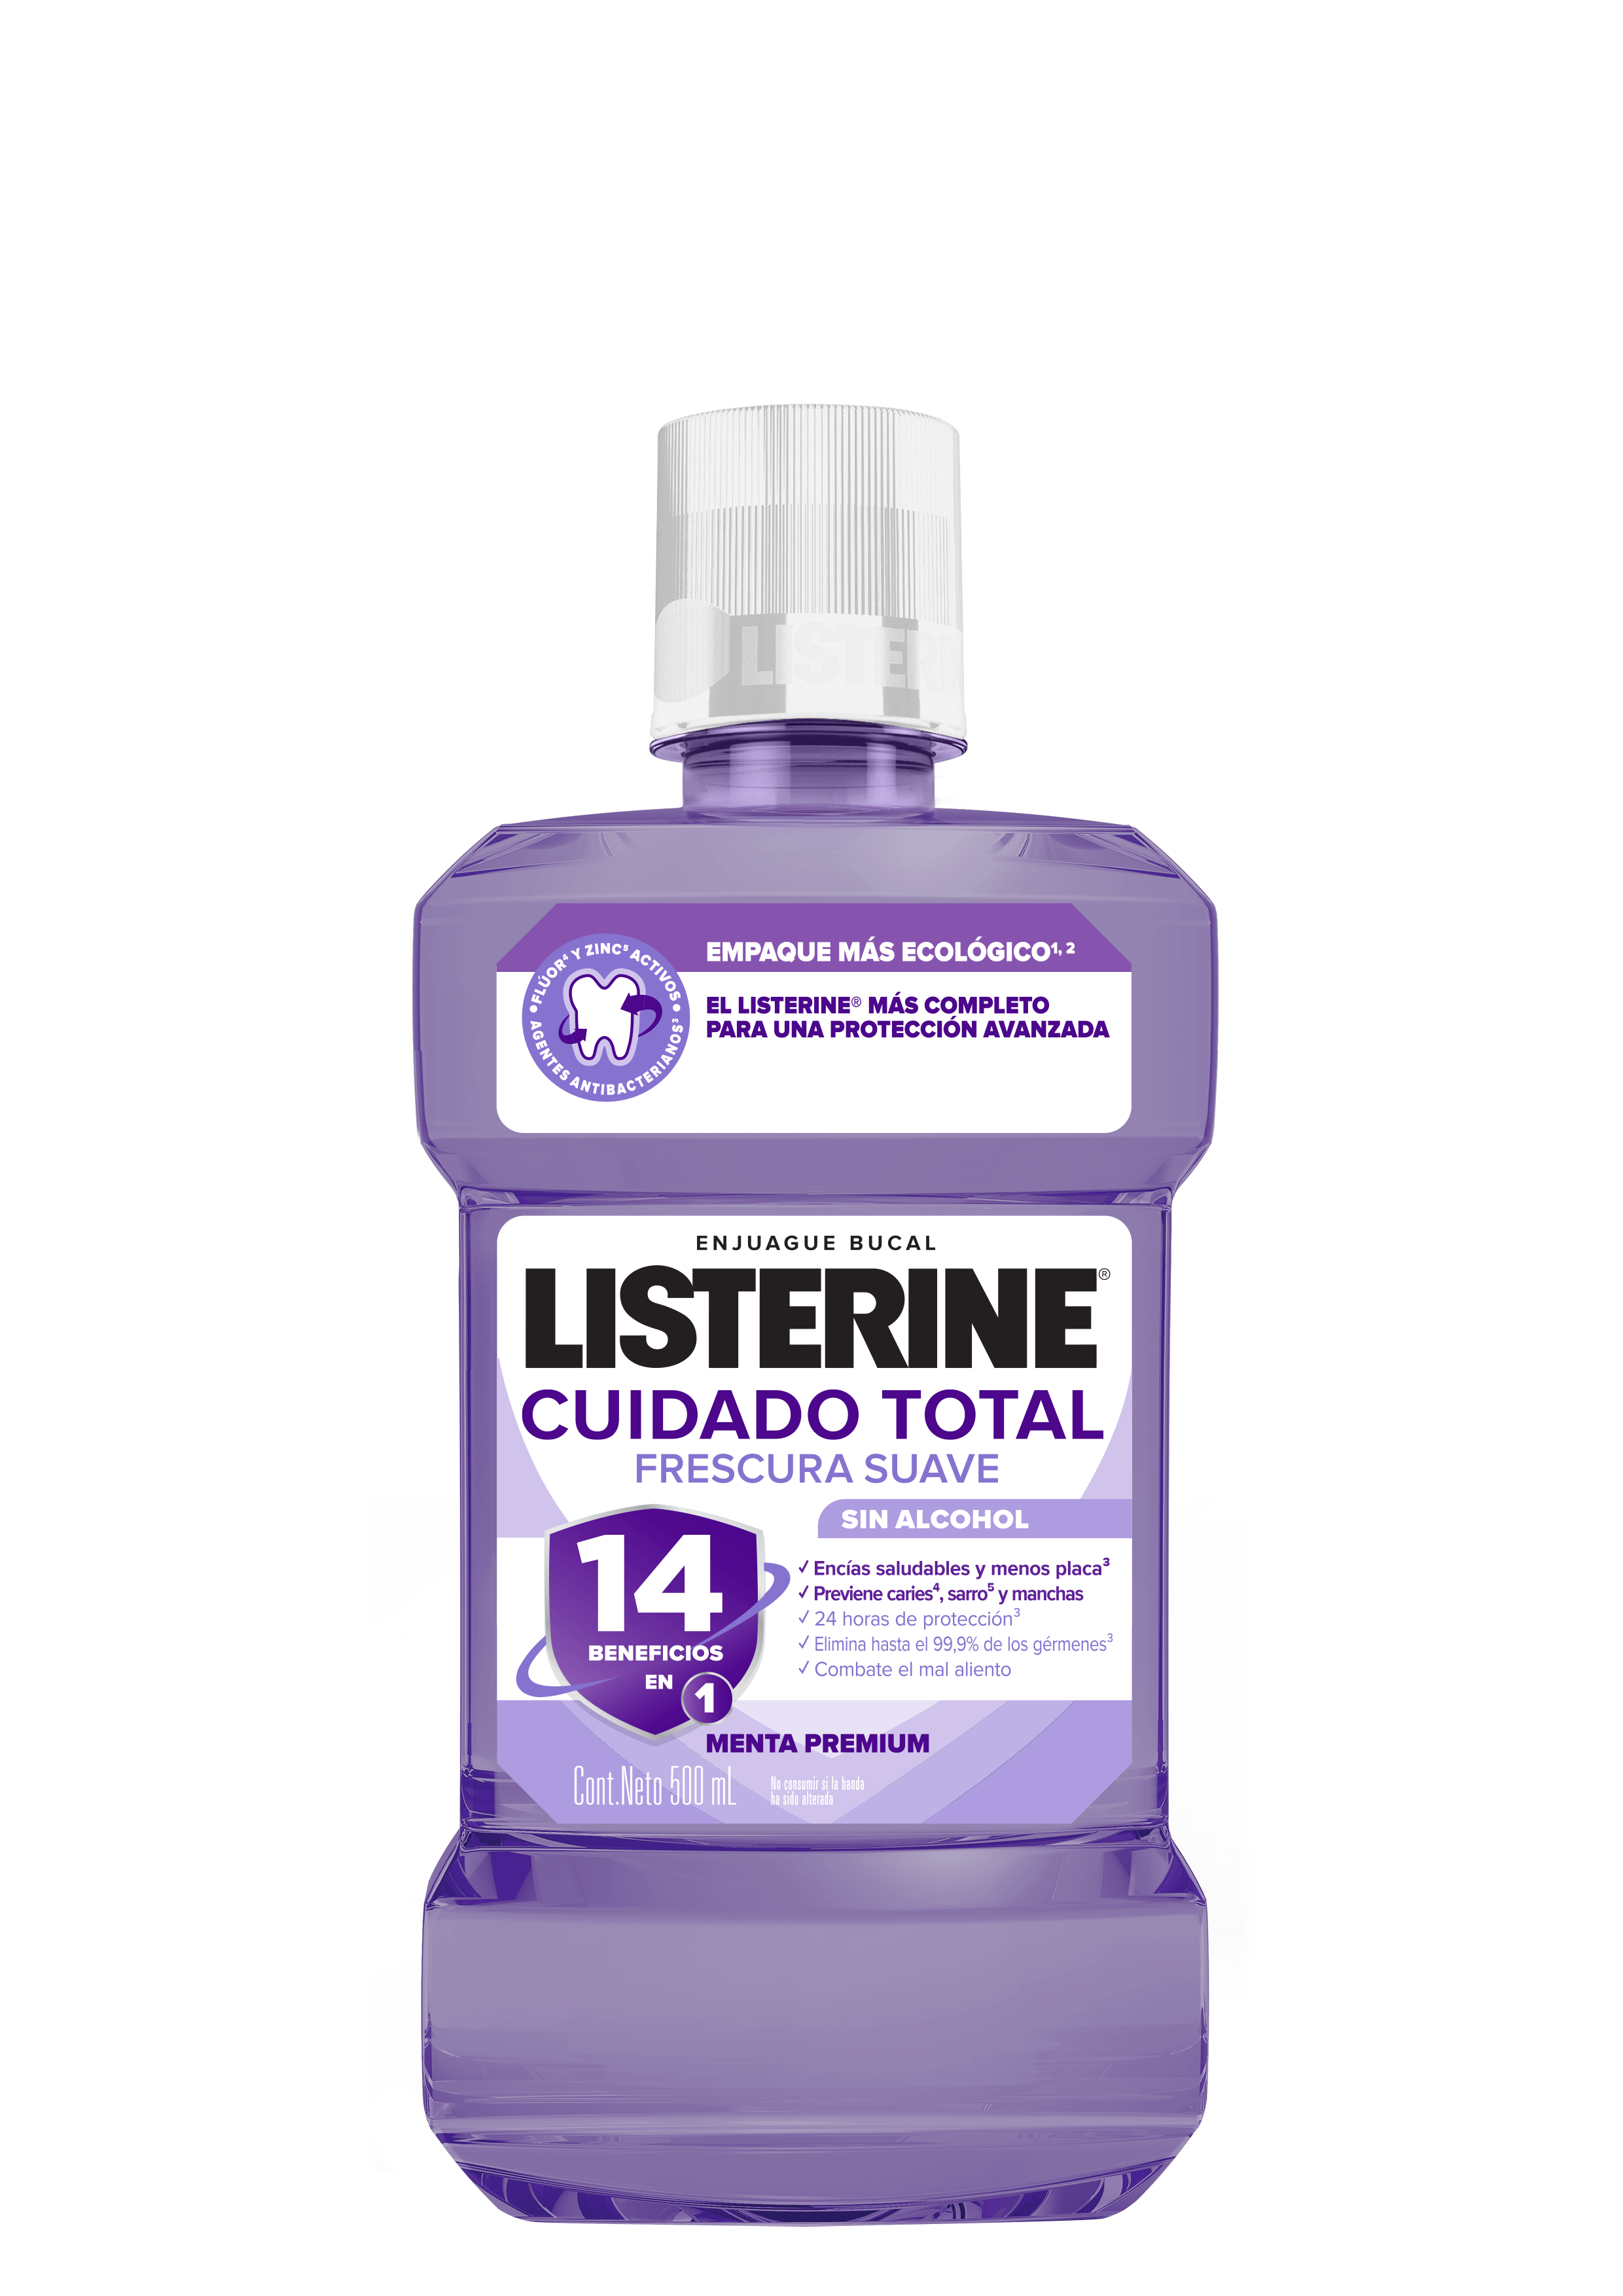 LISTERIN
EMPAQUE MÁS ECOLÓGICO¹, ²
FLÚOR⁴ Y ZINC⁵ ACTIVOS
AGENTES ANTIBACTERIANOS³
EL LISTERINE® MÁS COMPLETO
PARA UNA PROTECCIÓN AVANZADA
ENJUAGUE BUCAL
LISTERINE®
CUIDADO TOTAL
FRESCURA SUAVE
SIN ALCOHOL
14
BENEFICIOS
EN 1
✓ Encías saludables y menos placa³
✓ Previene caries⁴, sarro⁵ y manchas
✓ 24 horas de protección³
✓ Elimina hasta el 99,9% de los gérmenes³
✓ Combate el mal aliento
MENTA PREMIUM
Cont.Neto 500 mL
No consumir si la banda
ha sido alterada